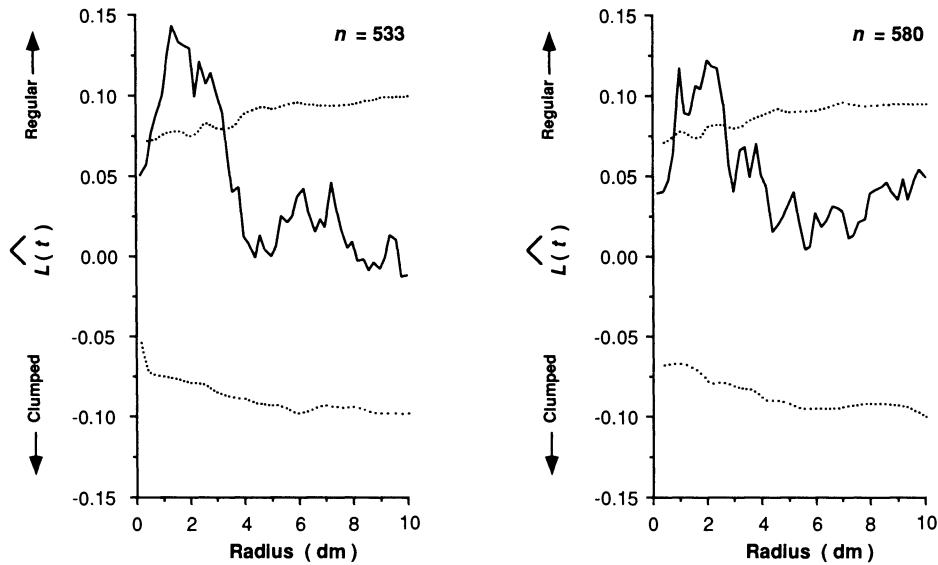 n = 533
Regular
0.15
0.10
0.05
0.00
-0.05
-0.10
-0.15
L̂(t)
Clumped
0 2 4 6 8 10
Radius (dm)
n = 580
Regular
0.15
0.10
0.05
0.00
-0.05
-0.10
-0.15
L̂(t)
Clumped
0 2 4 6 8 10
Radius (dm)